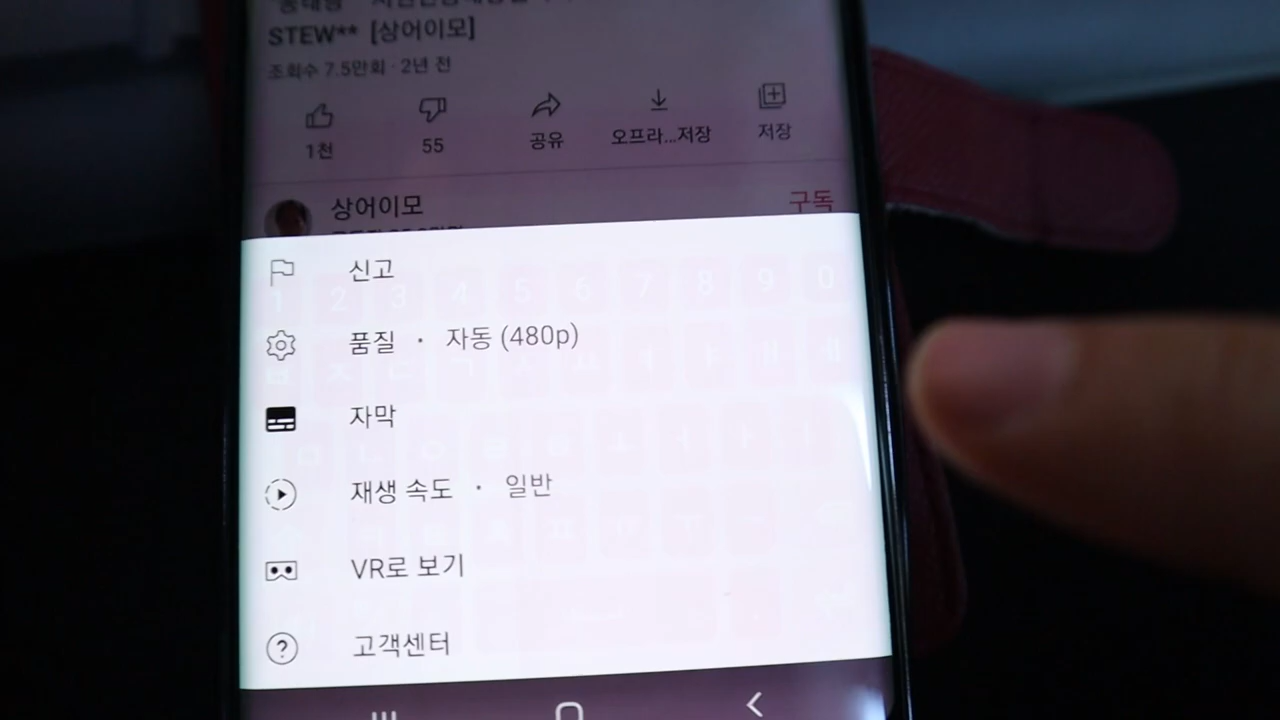 STEW** [상어이모]
조회수 7.5만회 · 2년 전
1천 55 공유 오프라...저장 저장
상어이모 구독
신고
품질 · 자동 (480p)
자막
재생 속도 · 일반
VR로 보기
고객센터